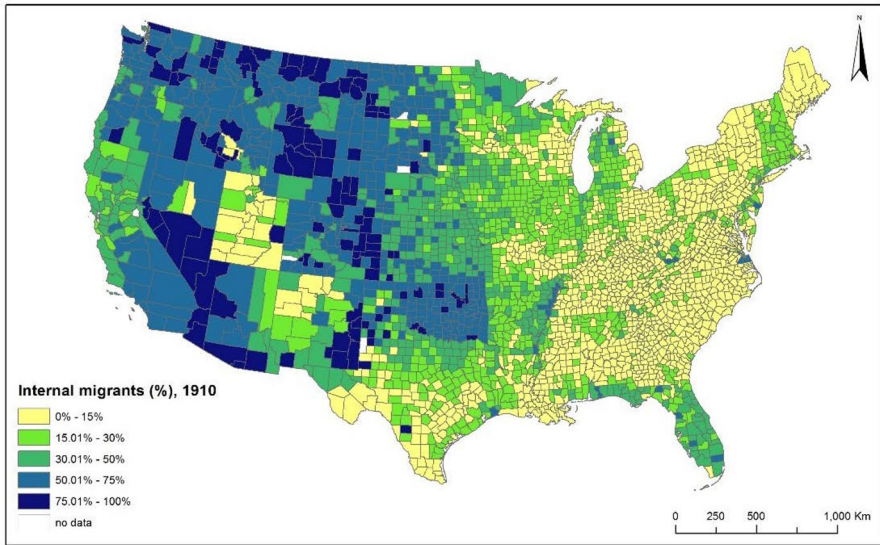 N
Internal migrants (%), 1910
0% - 15%
15.01% - 30%
30.01% - 50%
50.01% - 75%
75.01% - 100%
no data
0 250 500 1,000 Km